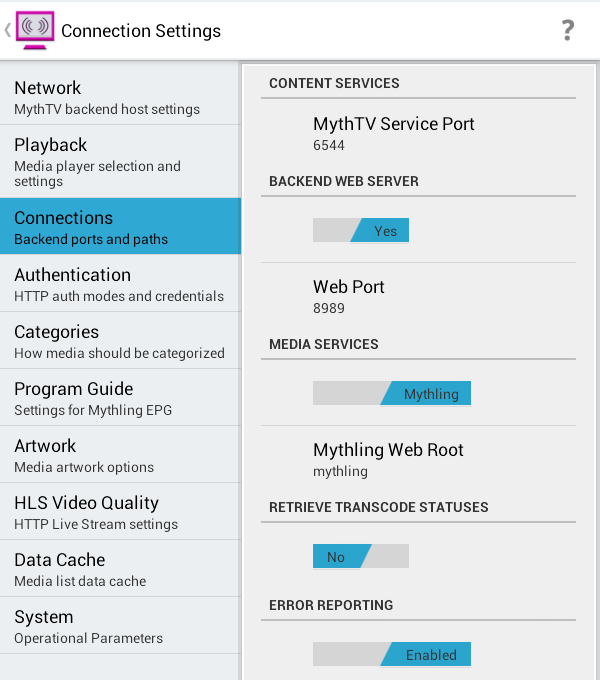 Connection Settings
?
Network
MythTV backend host settings
Playback
Media player selection and
settings
Connections
Backend ports and paths
Authentication
HTTP auth modes and credentials
Categories
How media should be categorized
Program Guide
Settings for Mythling EPG
Artwork
Media artwork options
HLS Video Quality
HTTP Live Stream settings
Data Cache
Media list data cache
System
Operational Parameters
CONTENT SERVICES
MythTV Service Port
6544
BACKEND WEB SERVER
Yes
Web Port
8989
MEDIA SERVICES
Mythling
Mythling Web Root
mythling
RETRIEVE TRANSCODE STATUSES
No
ERROR REPORTING
Enabled